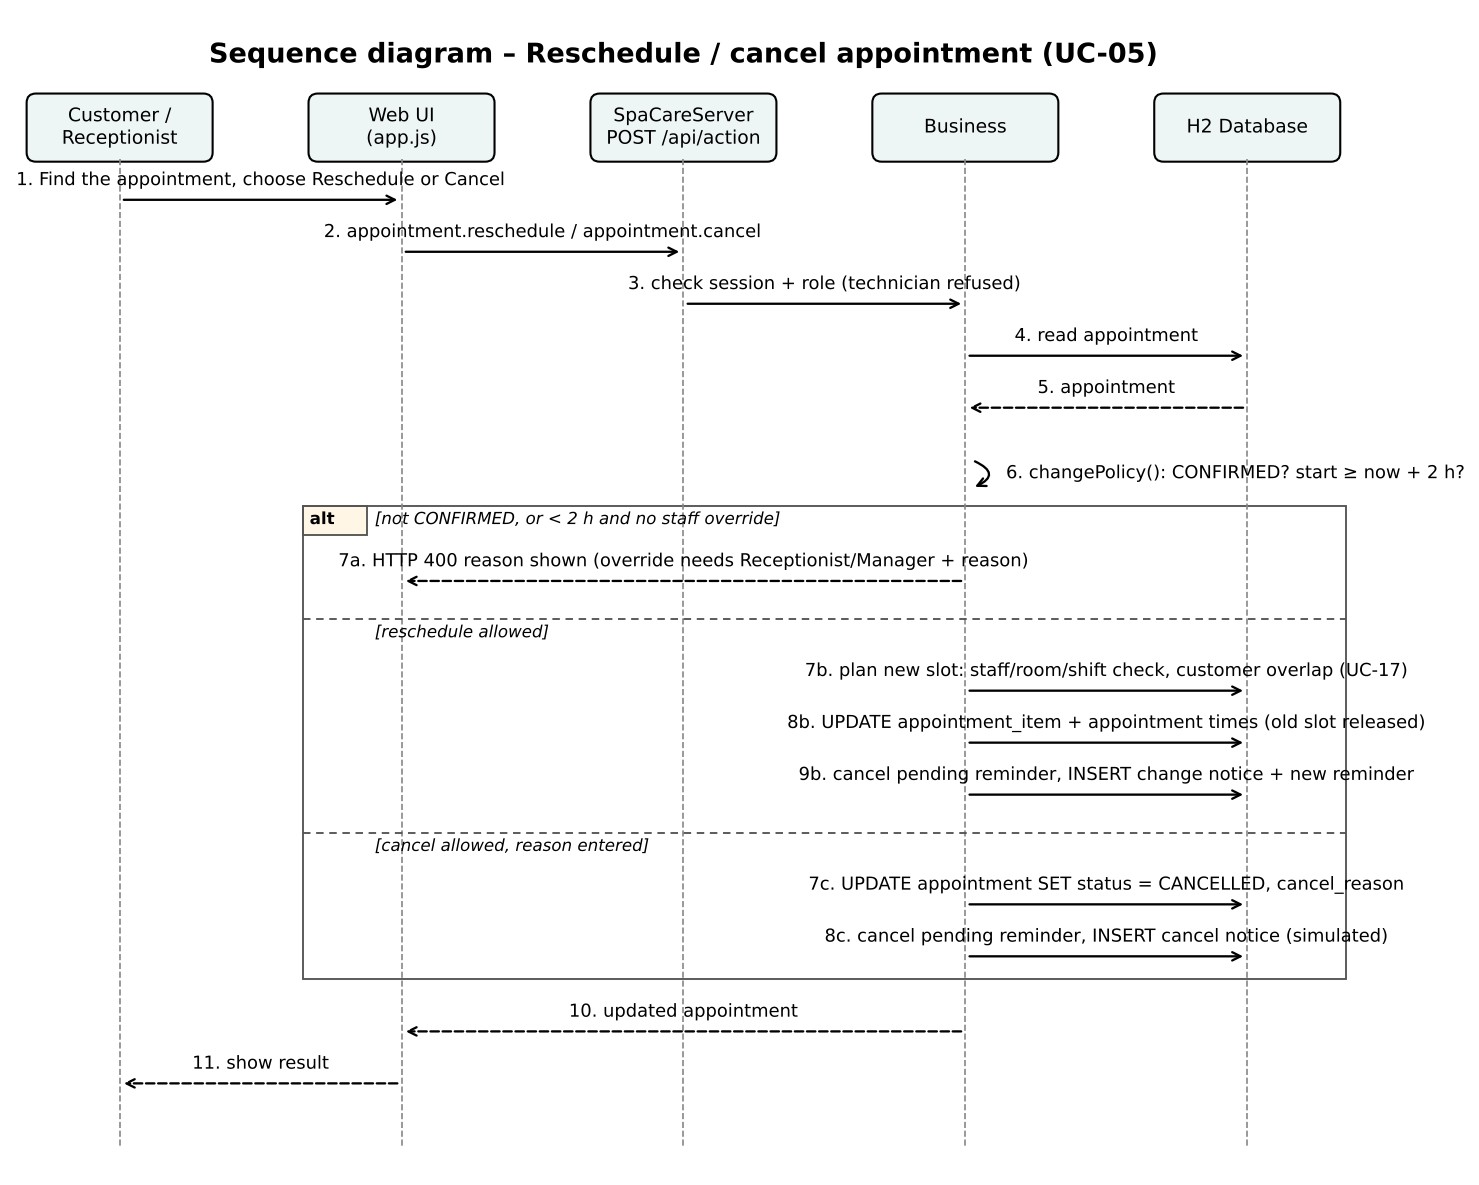 Sequence diagram – Reschedule / cancel appointment (UC-05)
Customer /
Receptionist
Web UI
(app.js)
SpaCareServer
POST /api/action
Business
H2 Database
1. Find the appointment, choose Reschedule or Cancel
2. appointment.reschedule / appointment.cancel
3. check session + role (technician refused)
4. read appointment
5. appointment
6. changePolicy(): CONFIRMED? start ≥ now + 2 h?
alt
[not CONFIRMED, or < 2 h and no staff override]
7a. HTTP 400 reason shown (override needs Receptionist/Manager + reason)
[reschedule allowed]
7b. plan new slot: staff/room/shift check, customer overlap (UC-17)
8b. UPDATE appointment_item + appointment times (old slot released)
9b. cancel pending reminder, INSERT change notice + new reminder
[cancel allowed, reason entered]
7c. UPDATE appointment SET status = CANCELLED, cancel_reason
8c. cancel pending reminder, INSERT cancel notice (simulated)
10. updated appointment
11. show result